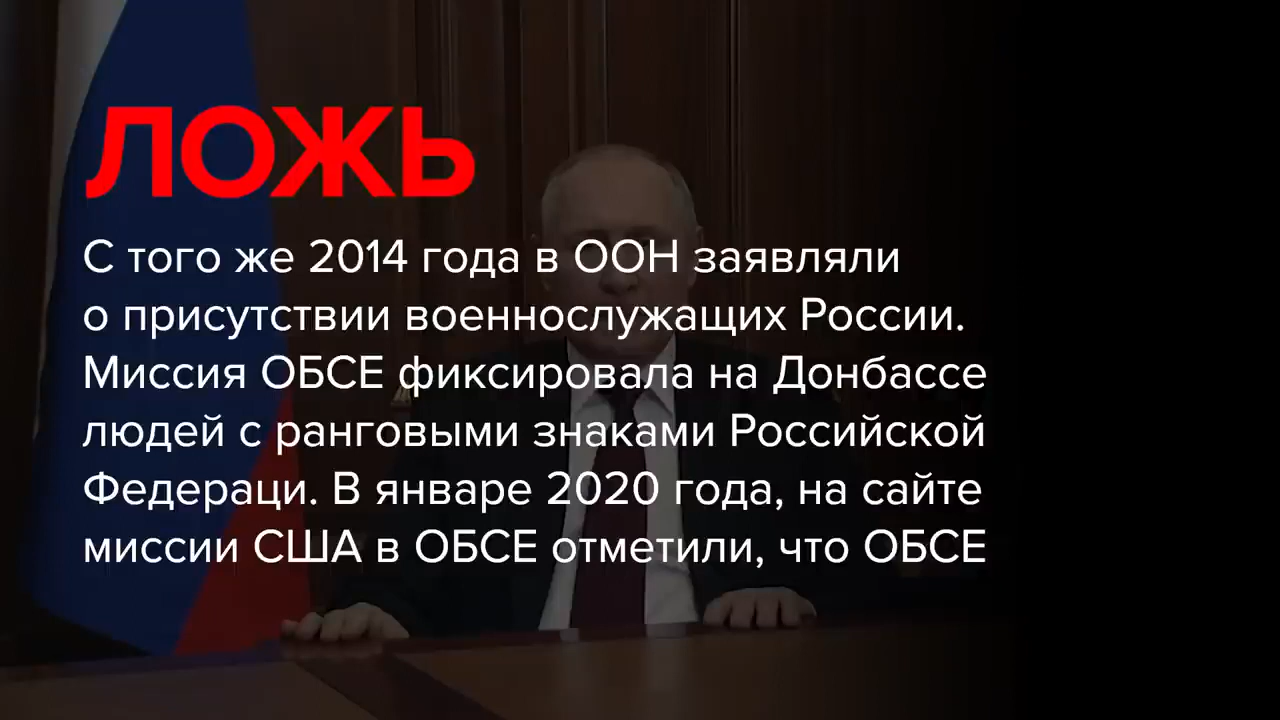 ЛОЖЬ
С того же 2014 года в ООН заявляли
о присутствии военнослужащих России.
Миссия ОБСЕ фиксировала на Донбассе
людей с ранговыми знаками Российской
Федераци. В январе 2020 года, на сайте
миссии США в ОБСЕ отметили, что ОБСЕ